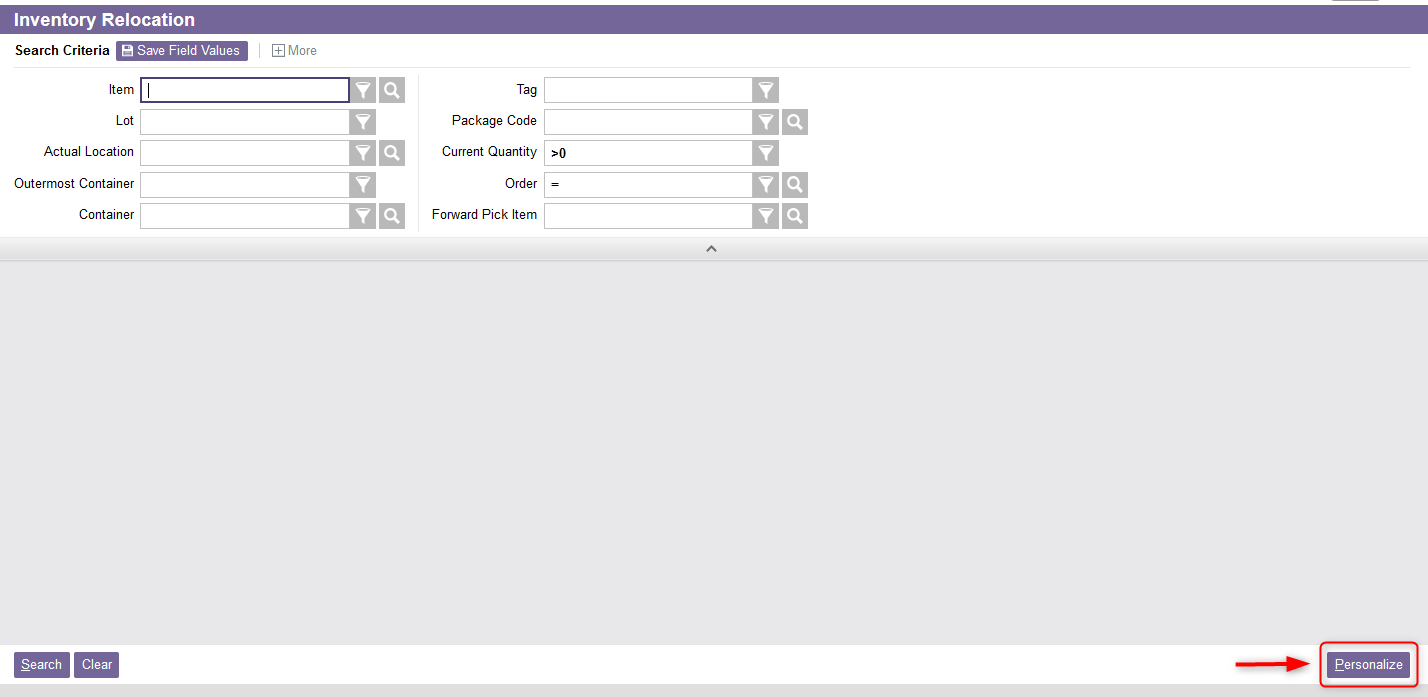 Inventory Relocation
Search Criteria Save Field Values More
Item
Lot
Actual Location
Outermost Container
Container
Tag
Package Code
Current Quantity >0
Order =
Forward Pick Item
Search Clear Personalize